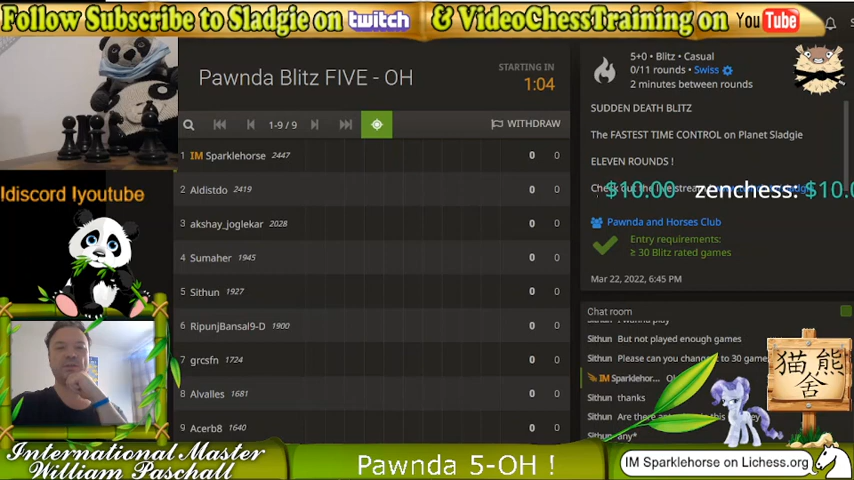 Follow Subscribe to Sladgie on twitch & VideoChessTraining on YouTube
Pawnda Blitz FIVE - OH
STARTING IN
1:04
1-9 / 9
WITHDRAW
1 IM Sparklehorse 2447 0 0
2 Aldistdo 2419 0 0
3 akshay_joglekar 2028 0 0
4 Sumaher 1945 0 0
5 Sithun 1927 0 0
6 RipunjBansal9-D 1900 0 0
7 grcsfn 1724 0 0
8 Alvalles 1681 0 0
9 Acerb8 1640 0 0
5+0 • Blitz • Casual
0/11 rounds • Swiss
2 minutes between rounds
SUDDEN DEATH BLITZ
The FASTEST TIME CONTROL on Planet Sladgie
ELEVEN ROUNDS !
$10.00 zenchess: $10.0
Pawnda and Horses Club
Entry requirements:
≥ 30 Blitz rated games
Mar 22, 2022, 6:45 PM
Chat room
Sithun But not played enough games
Sithun Please can you change to 30 game
IM Sparklehor...
Sithun thanks
Sithun Are there
any*
!discord !youtube
猫熊
舍
International Master
William Paschall
Pawnda 5-OH !
IM Sparklehorse on Lichess.org